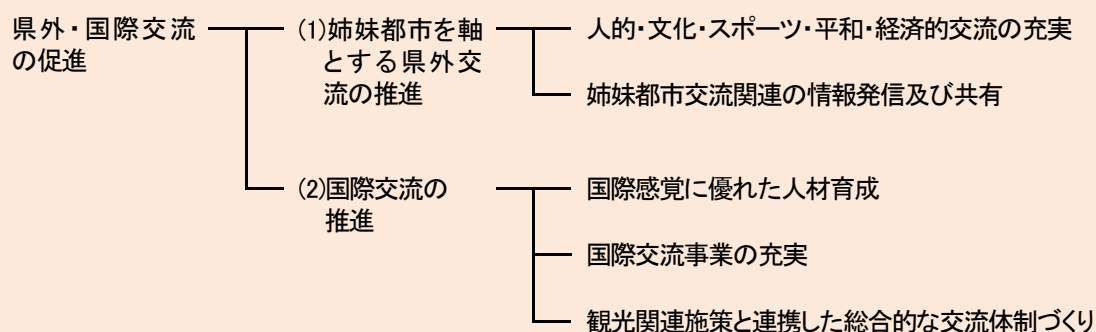 県外・国際交流
の促進
(1)姉妹都市を軸
とする県外交
流の推進
人的・文化・スポーツ・平和・経済的交流の充実
姉妹都市交流関連の情報発信及び共有
(2)国際交流の
推進
国際感覚に優れた人材育成
国際交流事業の充実
観光関連施策と連携した総合的な交流体制づくり